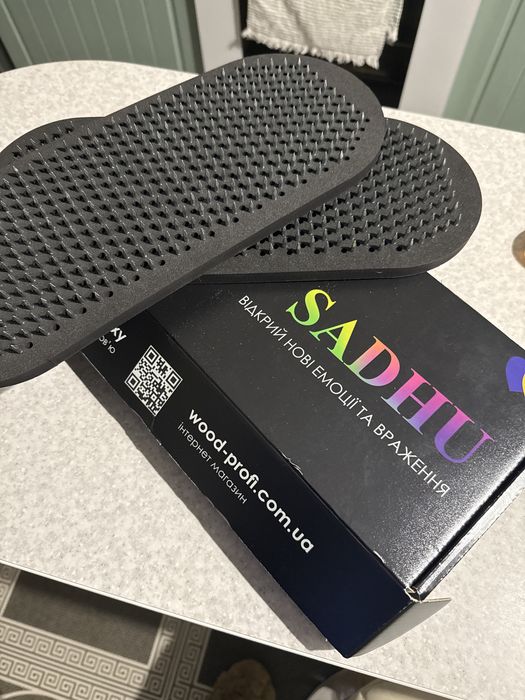 SADHU
ВІДКРИЙ НОВІ ЕМОЦІЇ ТА ВРАЖЕННЯ
wood-profi.com.ua
інтернет магазин